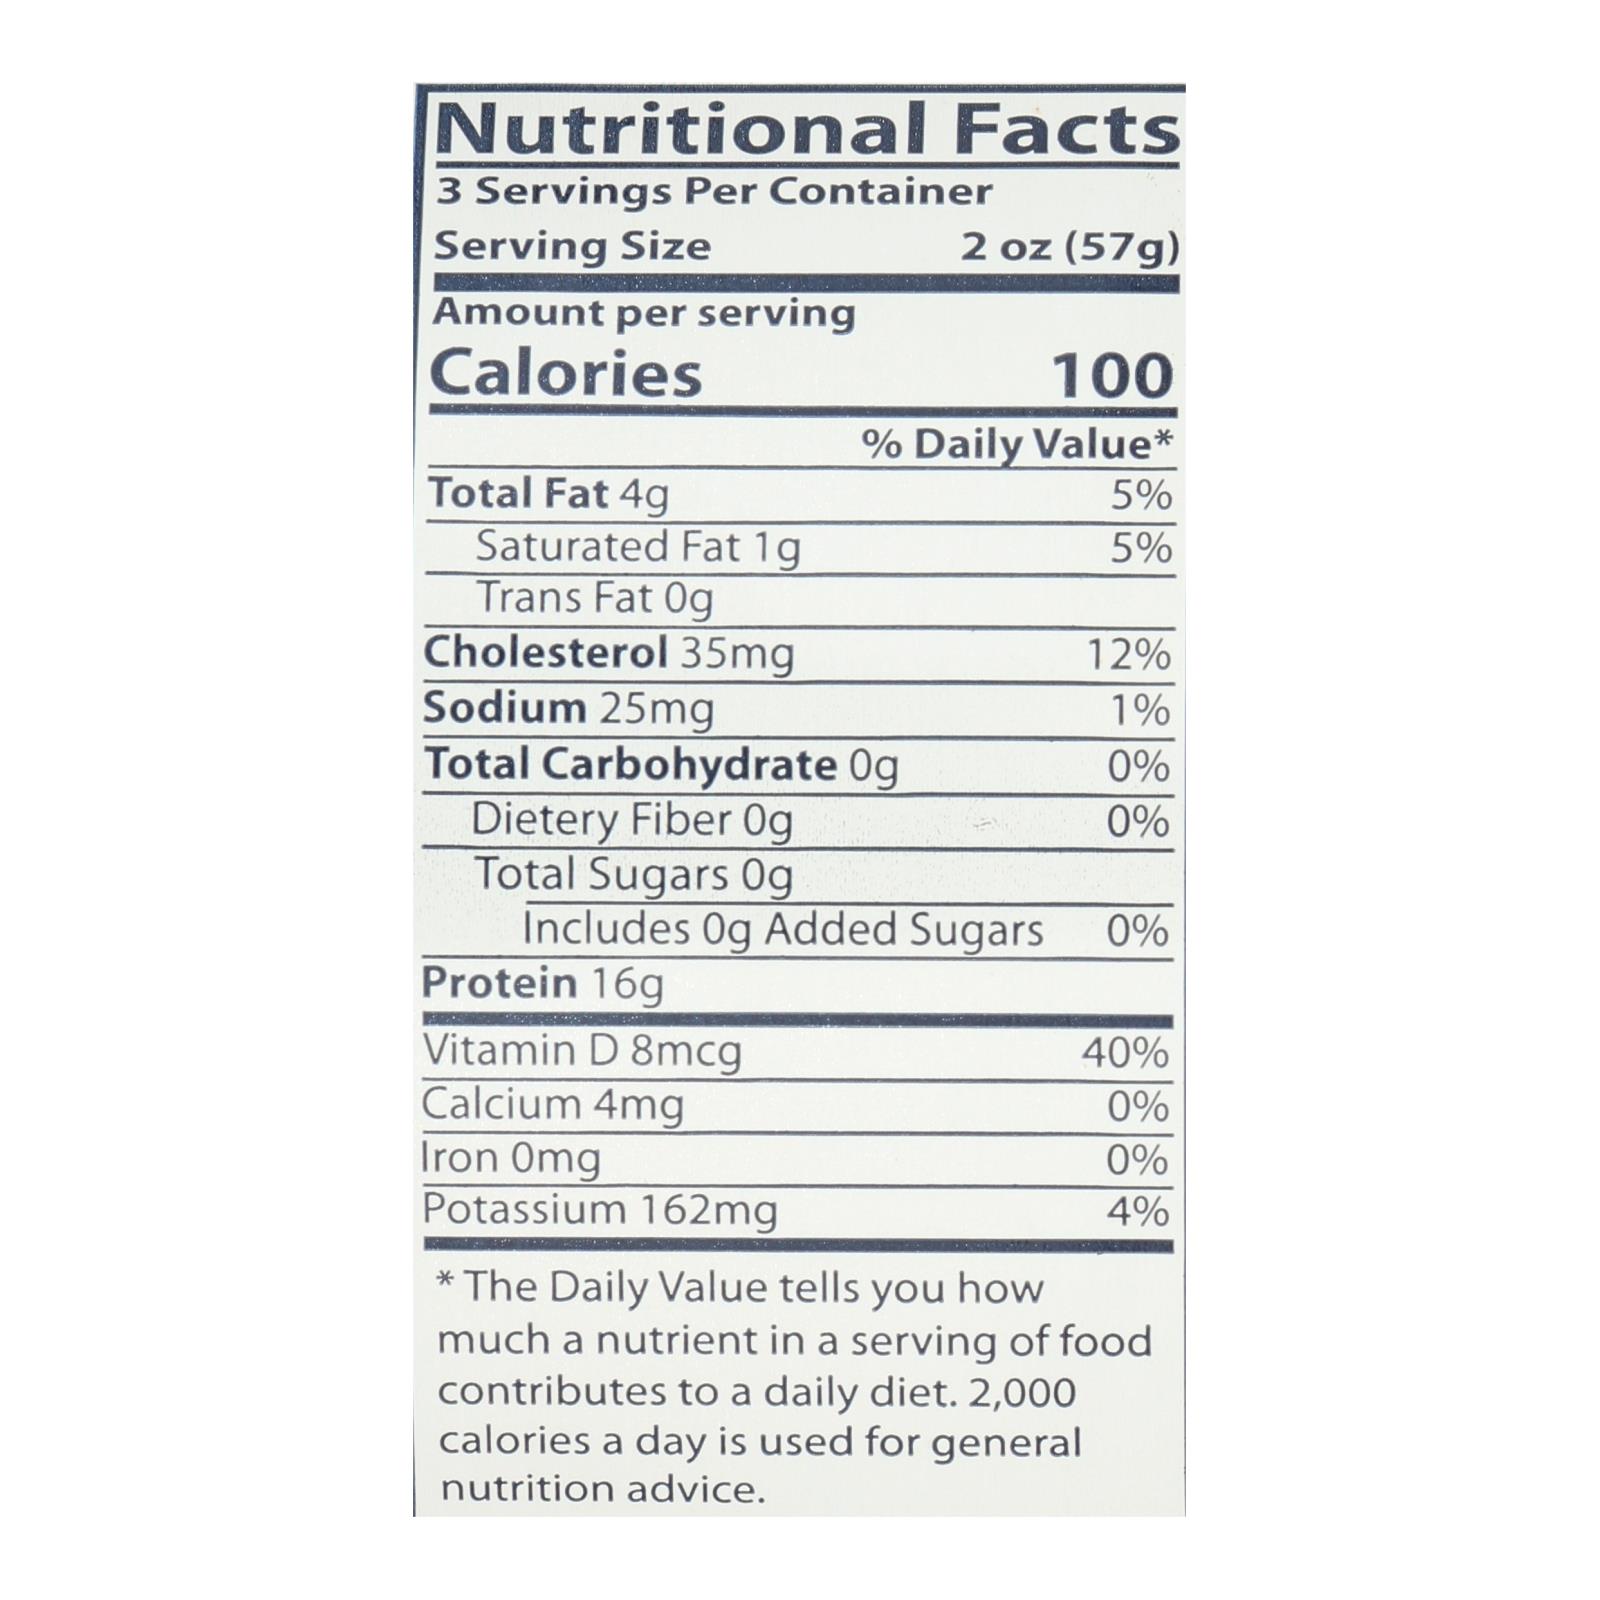 Nutritional Facts
3 Servings Per Container
Serving Size 2 oz (57g)
Amount per serving
Calories 100
% Daily Value*
Total Fat 4g 5%
Saturated Fat 1g 5%
Trans Fat 0g
Cholesterol 35mg 12%
Sodium 25mg 1%
Total Carbohydrate 0g 0%
Dietery Fiber 0g 0%
Total Sugars 0g
Includes 0g Added Sugars 0%
Protein 16g
Vitamin D 8mcg 40%
Calcium 4mg 0%
Iron 0mg 0%
Potassium 162mg 4%
* The Daily Value tells you how
much a nutrient in a serving of food
contributes to a daily diet. 2,000
calories a day is used for general
nutrition advice.